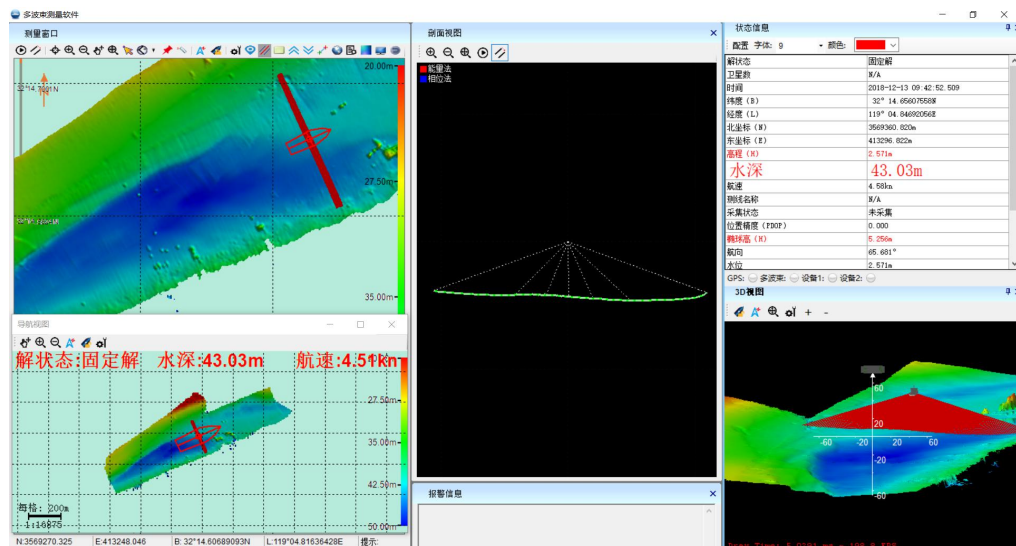 多波束测量软件
测量窗口
20.00m
32°14.7001N
27.50m
35.00m
导航视图
解状态:固定解 水深:43.03m 航速:4.51kn
27.50m
35.00m
42.50m
50.00m
每格: 200m
1:16875
N:3569270.325 E:413248.046 B: 32°14.60689093N L:119°04.81636428E 提示:
剖面视图
能量法
相位法
报警信息
状态信息
配置 字体: 9 颜色:
解状态 固定解
卫星数 N/A
时间 2018-12-13 09:42:52.509
纬度 (B) 32° 14.65607558N
经度 (L) 119° 04.84692056E
北坐标 (N) 3569360.820m
东坐标 (E) 413296.822m
高程 (H) 2.571m
水深 43.03m
航速 4.58kn
测线名称 N/A
采集状态 未采集
位置精度 (PDOP) 0.000
椭球高 (H) 5.256m
航向 65.681°
水位 2.571m
GPS: 多波束: 设备1: 设备2:
3D视图
60
20
-60 -20 20 60
-20
-60